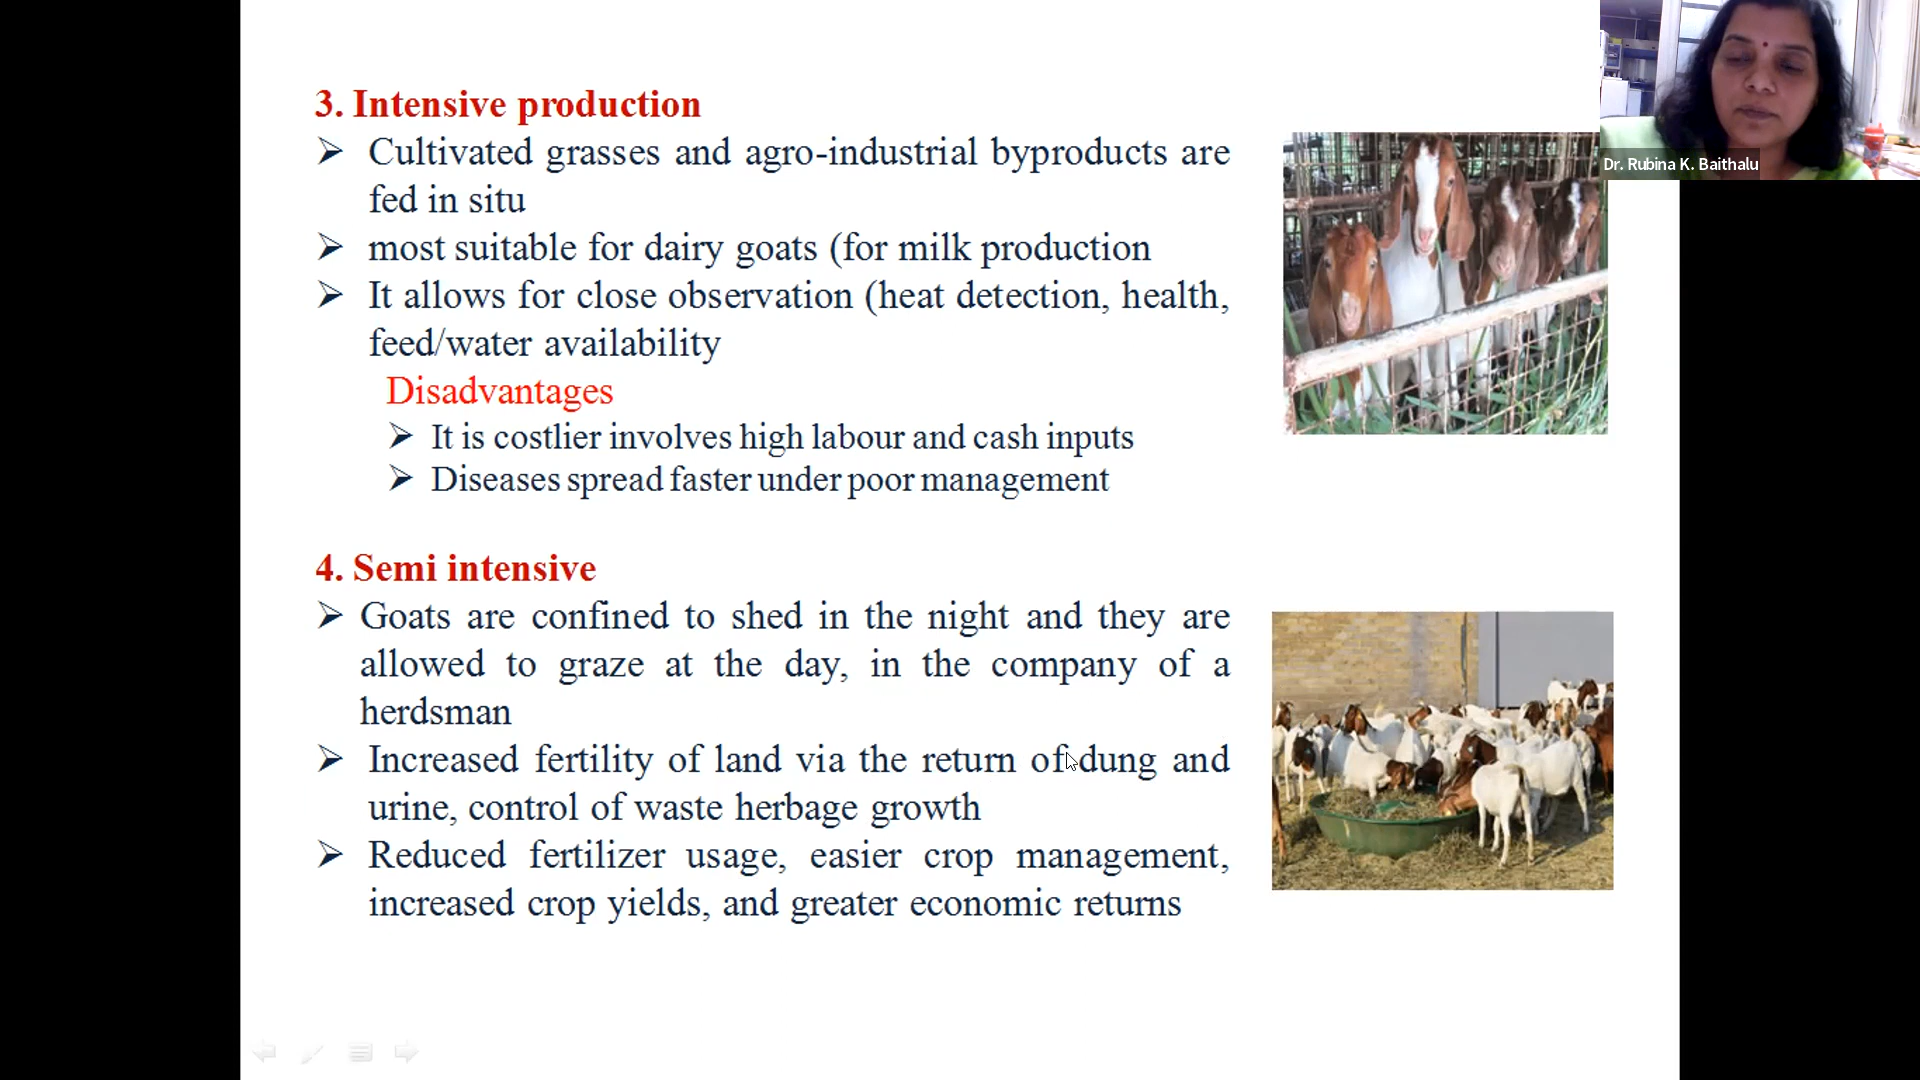 3. Intensive production
➢ Cultivated grasses and agro-industrial byproducts are
fed in situ
➢ most suitable for dairy goats (for milk production
➢ It allows for close observation (heat detection, health,
feed/water availability
Disadvantages
➢ It is costlier involves high labour and cash inputs
➢ Diseases spread faster under poor management
4. Semi intensive
➢ Goats are confined to shed in the night and they are
allowed to graze at the day, in the company of a
herdsman
➢ Increased fertility of land via the return of dung and
urine, control of waste herbage growth
➢ Reduced fertilizer usage, easier crop management,
increased crop yields, and greater economic returns
Dr. Rubina K. Baithalu